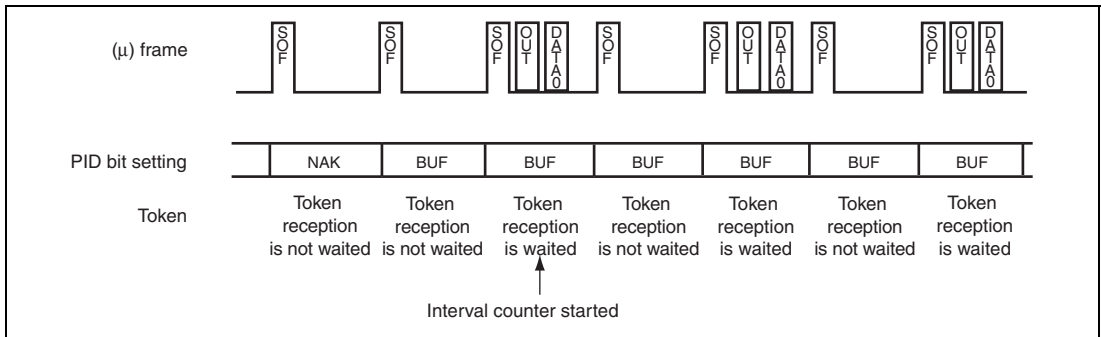 (μ) frame
SOF
SOF
SOF OUT DATA0
SOF
SOF OUT DATA0
SOF
SOF OUT DATA0
PID bit setting
NAK BUF BUF BUF BUF BUF BUF
Token
Token reception is not waited
Token reception is not waited
Token reception is waited
Token reception is not waited
Token reception is waited
Token reception is not waited
Token reception is waited
Interval counter started